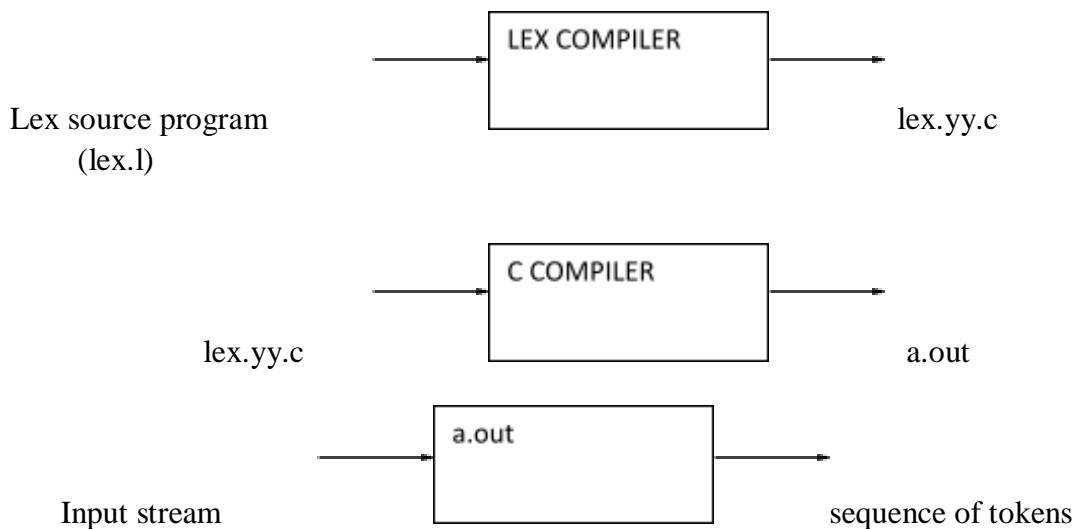 LEX COMPILER
Lex source program
(lex.l)
lex.yy.c
C COMPILER
lex.yy.c
a.out
a.out
Input stream
sequence of tokens